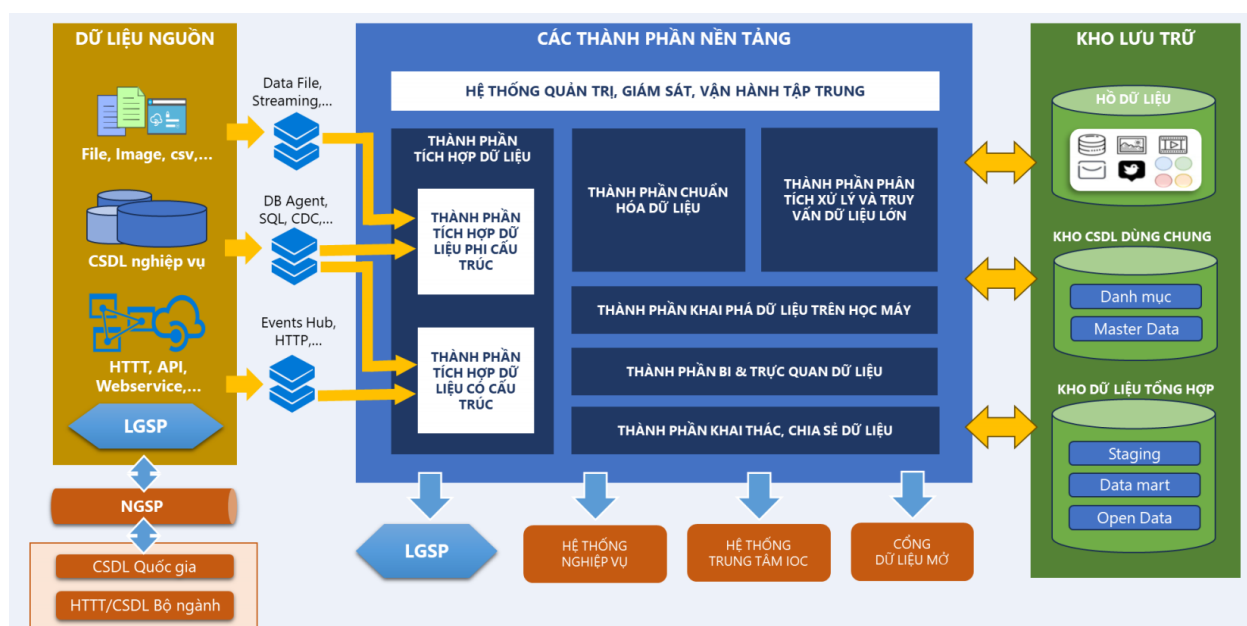 DỮ LIỆU NGUỒN
File, Image, csv,...
CSDL nghiệp vụ
HTTT, API,
Webservice,...
LGSP
NGSP
CSDL Quốc gia
HTTT/CSDL Bộ ngành
Data File,
Streaming,...
DB Agent,
SQL, CDC,...
Events Hub,
HTTP,...
CÁC THÀNH PHẦN NỀN TẢNG
HỆ THỐNG QUẢN TRỊ, GIÁM SÁT, VẬN HÀNH TẬP TRUNG
THÀNH PHẦN
TÍCH HỢP DỮ LIỆU
THÀNH PHẦN
TÍCH HỢP DỮ
LIỆU PHI CẤU
TRÚC
THÀNH PHẦN
TÍCH HỢP DỮ
LIỆU CÓ CẤU
TRÚC
THÀNH PHẦN CHUẨN
HÓA DỮ LIỆU
THÀNH PHẦN PHÂN
TÍCH XỬ LÝ VÀ TRUY
VẤN DỮ LIỆU LỚN
THÀNH PHẦN KHAI PHÁ DỮ LIỆU TRÊN HỌC MÁY
THÀNH PHẦN BI & TRỰC QUAN DỮ LIỆU
THÀNH PHẦN KHAI THÁC, CHIA SẺ DỮ LIỆU
LGSP
HỆ THỐNG
NGHIỆP VỤ
HỆ THỐNG
TRUNG TÂM IOC
CỔNG
DỮ LIỆU MỞ
KHO LƯU TRỮ
HỒ DỮ LIỆU
KHO CSDL DÙNG CHUNG
Danh mục
Master Data
KHO DỮ LIỆU TỔNG HỢP
Staging
Data mart
Open Data